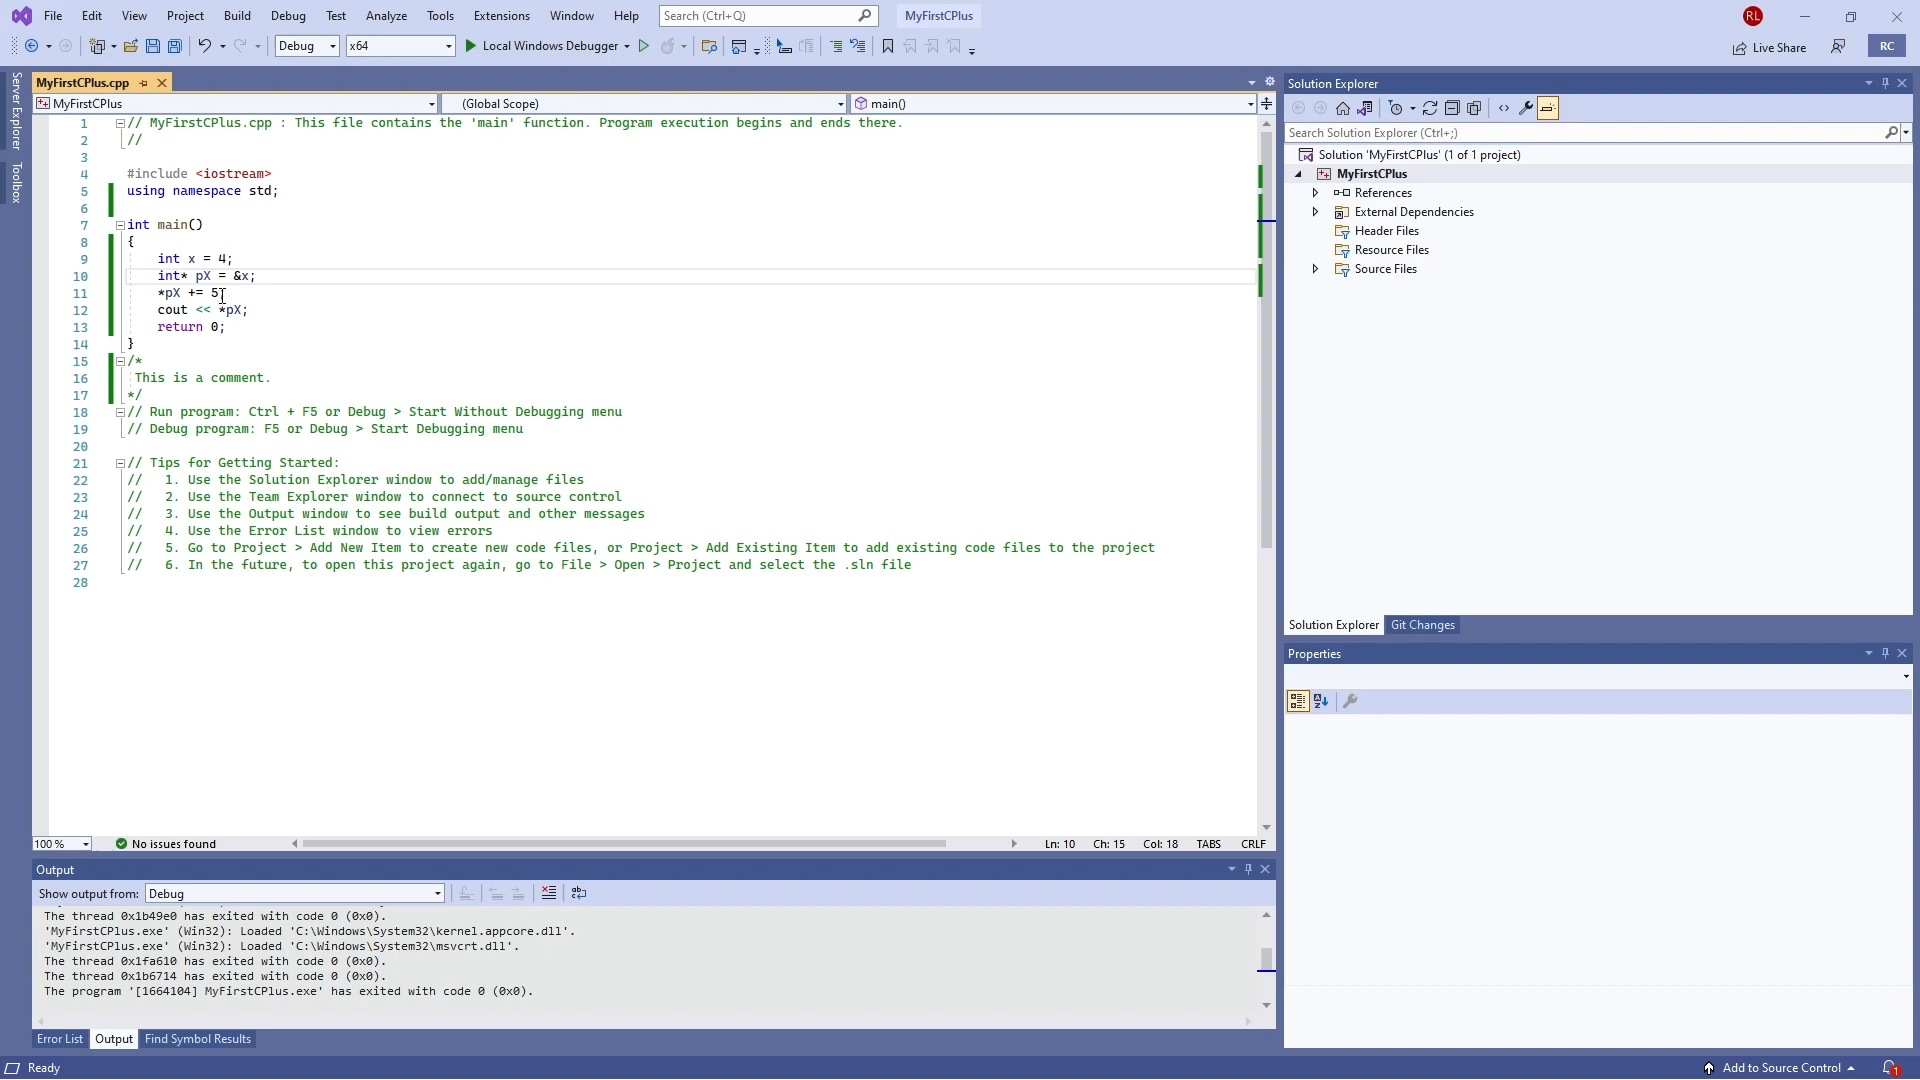 File Edit View Project Build Debug Test Analyze Tools Extensions Window Help Search (Ctrl+Q) MyFirstCPlus RL
Debug x64 Local Windows Debugger Live Share RC
Server Explorer
Toolbox
MyFirstCPlus.cpp
MyFirstCPlus (Global Scope) main()
1 // MyFirstCPlus.cpp : This file contains the 'main' function. Program execution begins and ends there.
2 //
3
4 #include <iostream>
5 using namespace std;
6
7 int main()
8 {
9 int x = 4;
10 int* pX = &x;
11 *pX += 5;
12 cout << *pX;
13 return 0;
14 }
15 /*
16 This is a comment.
17 */
18 // Run program: Ctrl + F5 or Debug > Start Without Debugging menu
19 // Debug program: F5 or Debug > Start Debugging menu
20
21 // Tips for Getting Started:
22 // 1. Use the Solution Explorer window to add/manage files
23 // 2. Use the Team Explorer window to connect to source control
24 // 3. Use the Output window to see build output and other messages
25 // 4. Use the Error List window to view errors
26 // 5. Go to Project > Add New Item to create new code files, or Project > Add Existing Item to add existing code files to the project
27 // 6. In the future, to open this project again, go to File > Open > Project and select the .sln file
28
100 % No issues found Ln: 10 Ch: 15 Col: 18 TABS CRLF
Output
Show output from: Debug
The thread 0x1b49e0 has exited with code 0 (0x0).
'MyFirstCPlus.exe' (Win32): Loaded 'C:\Windows\System32\kernel.appcore.dll'.
'MyFirstCPlus.exe' (Win32): Loaded 'C:\Windows\System32\msvcrt.dll'.
The thread 0x1fa610 has exited with code 0 (0x0).
The thread 0x1b6714 has exited with code 0 (0x0).
The program '[1664104] MyFirstCPlus.exe' has exited with code 0 (0x0).
Error List Output Find Symbol Results
Solution Explorer
Search Solution Explorer (Ctrl+;)
Solution 'MyFirstCPlus' (1 of 1 project)
MyFirstCPlus
References
External Dependencies
Header Files
Resource Files
Source Files
Solution Explorer Git Changes
Properties
Ready Add to Source Control 1